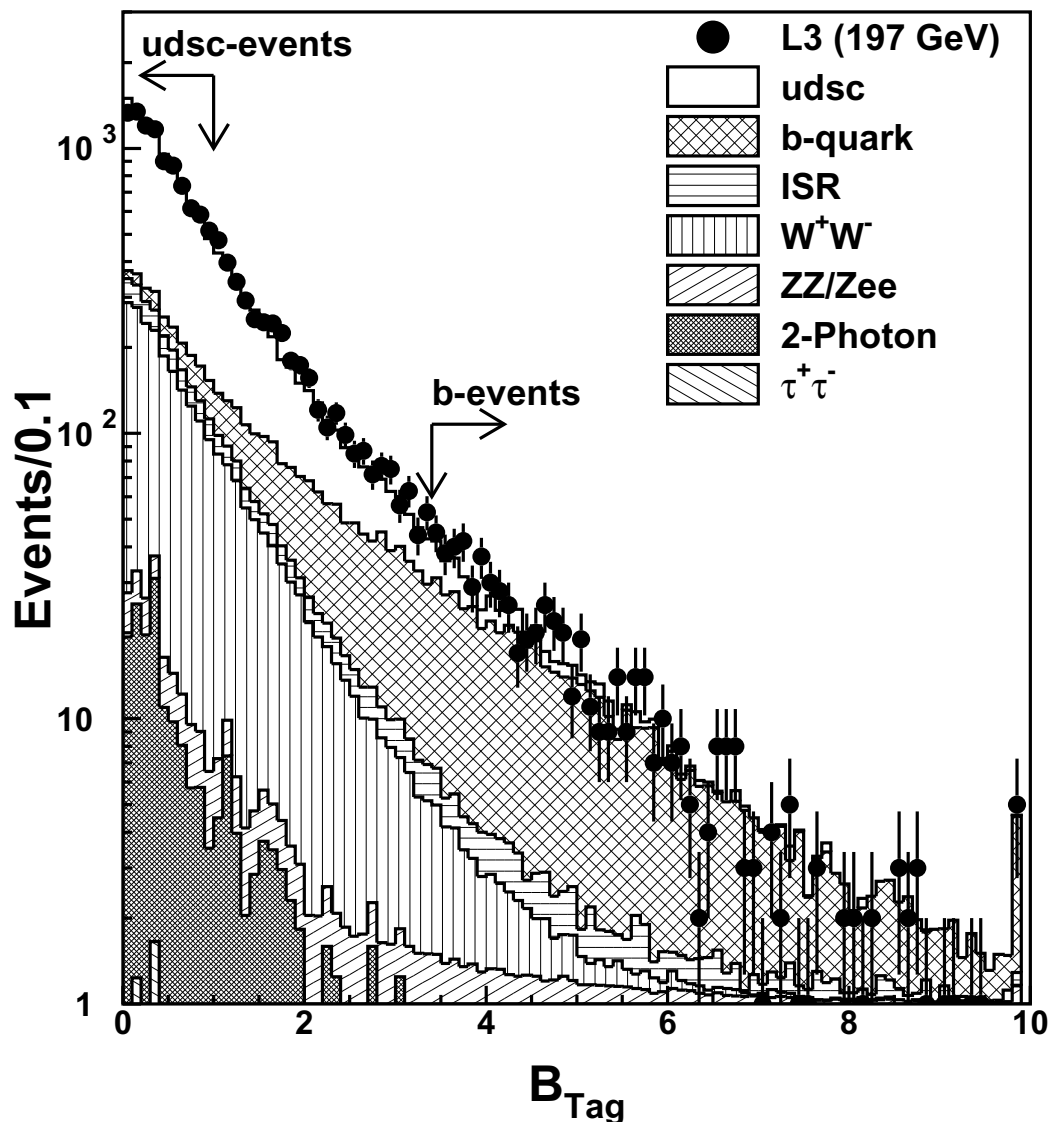 udsc-events
b-events
L3 (197 GeV)
udsc
b-quark
ISR
W⁺W⁻
ZZ/Zee
2-Photon
τ⁺τ⁻
Events/0.1
10³
10²
10
1
0 2 4 6 8 10
B_Tag